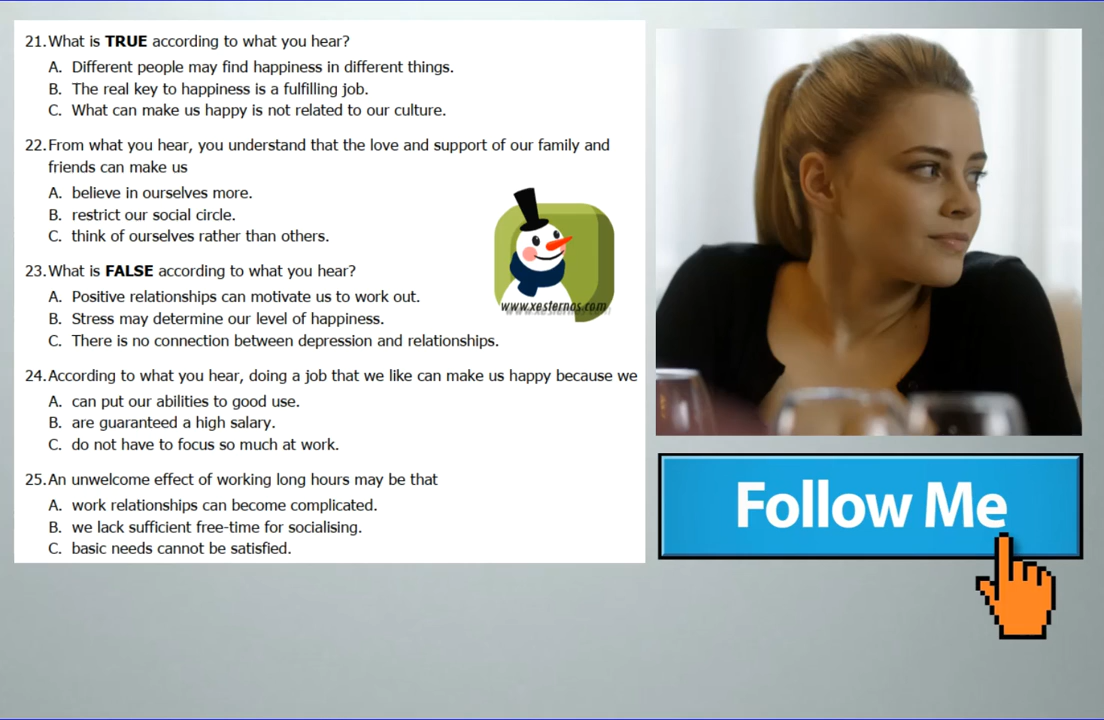 21. What is TRUE according to what you hear?
A. Different people may find happiness in different things.
B. The real key to happiness is a fulfilling job.
C. What can make us happy is not related to our culture.
22. From what you hear, you understand that the love and support of our family and
friends can make us
A. believe in ourselves more.
B. restrict our social circle.
C. think of ourselves rather than others.
23. What is FALSE according to what you hear?
A. Positive relationships can motivate us to work out.
B. Stress may determine our level of happiness.
C. There is no connection between depression and relationships.
24. According to what you hear, doing a job that we like can make us happy because we
A. can put our abilities to good use.
B. are guaranteed a high salary.
C. do not have to focus so much at work.
25. An unwelcome effect of working long hours may be that
A. work relationships can become complicated.
B. we lack sufficient free-time for socialising.
C. basic needs cannot be satisfied.
www.xesternos.com
Follow Me